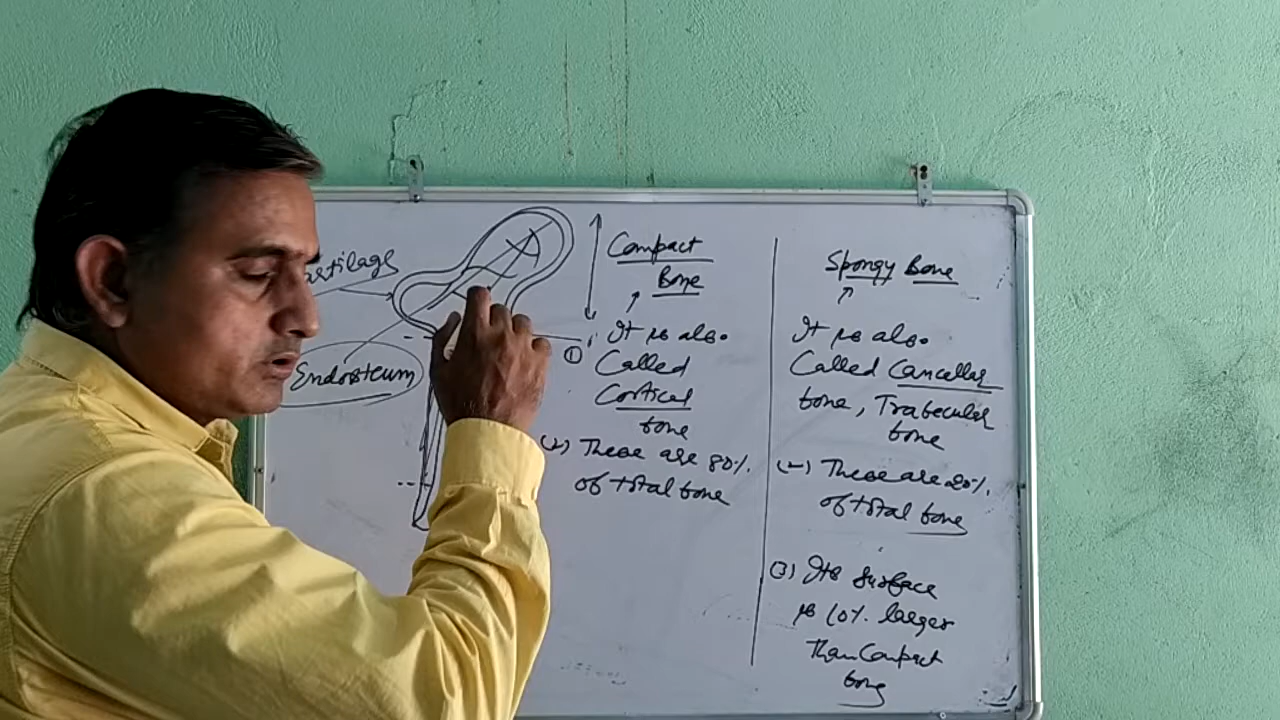 artilage
Endosteum
Compact
Bone
① It is also
Called
Cortical
bone
(2) These are 80%
of total bone
Spongy Bone
It is also
Called Cancellar
bone, Trabecular
bone
(2) These are 20%
of total bone
(3) Its surface
is 10% larger
than Compact
bone